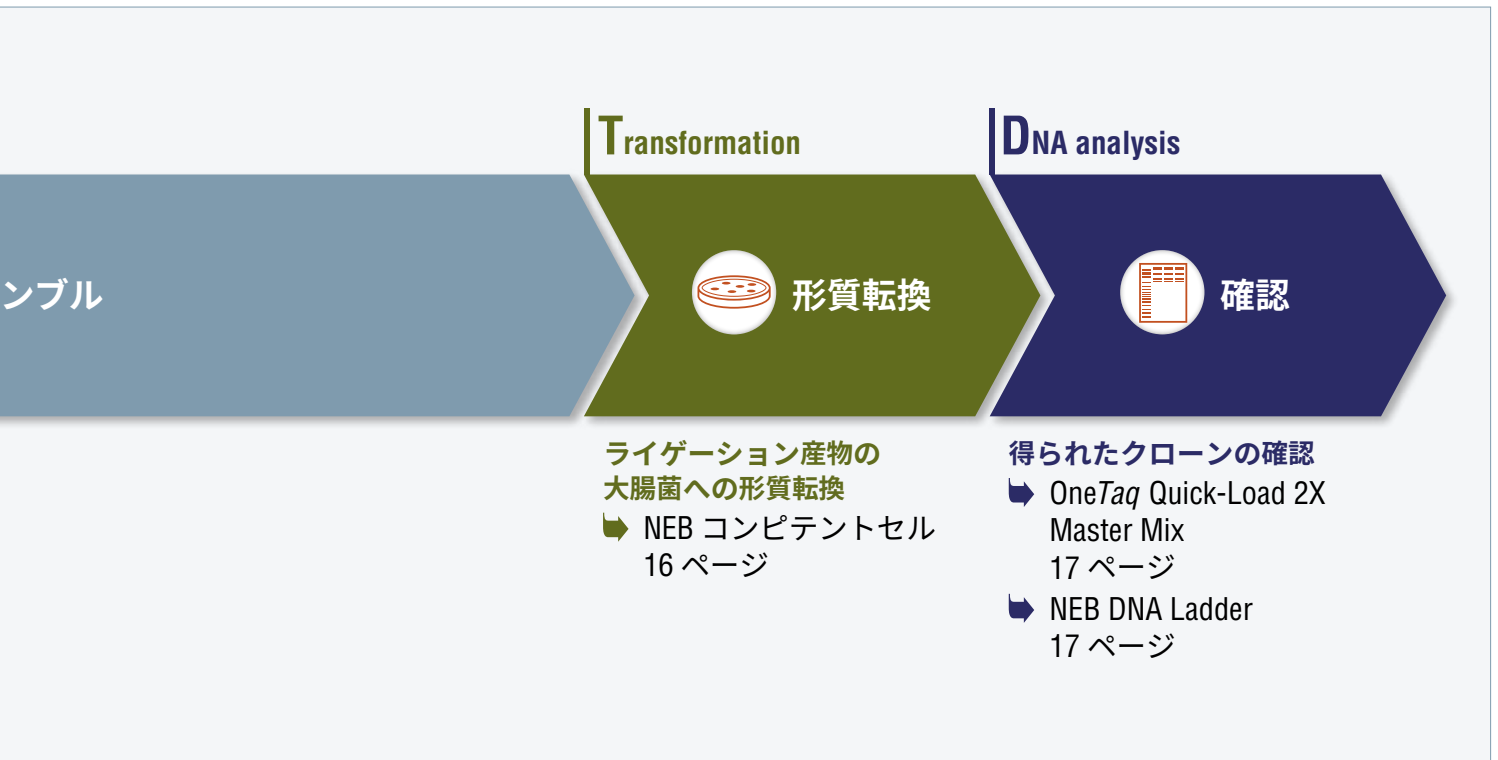 Transformation
DNA analysis
ンブル
形質転換
確認
ライゲーション産物の
大腸菌への形質転換
NEB コンピテントセル
16 ページ
得られたクローンの確認
OneTaq Quick-Load 2X
Master Mix
17 ページ
NEB DNA Ladder
17 ページ